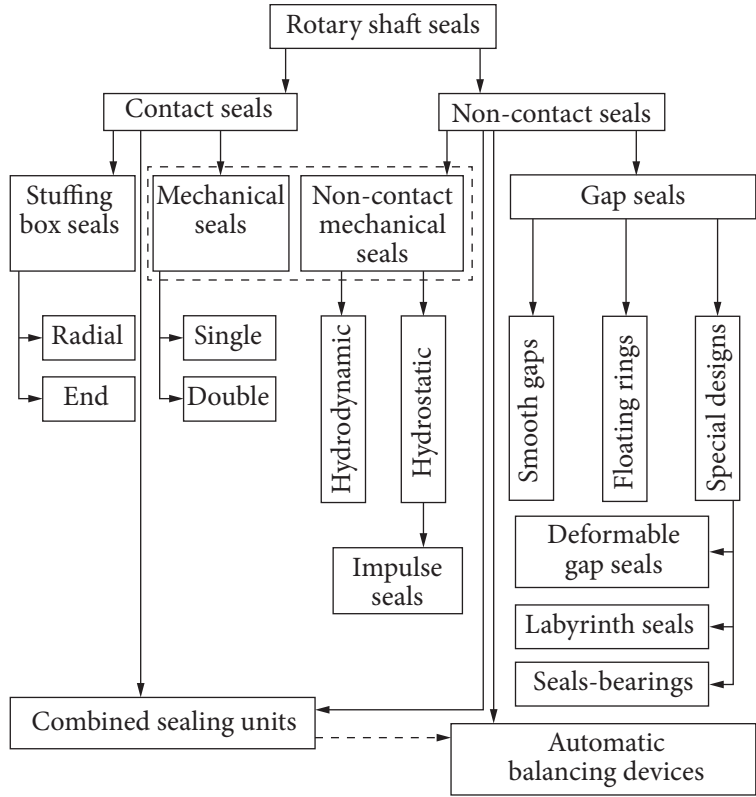 Rotary shaft seals
Contact seals
Non-contact seals
Stuffing
box seals
Mechanical
seals
Non-contact
mechanical
seals
Gap seals
Radial
End
Single
Double
Hydrodynamic
Hydrostatic
Smooth gaps
Floating rings
Special designs
Impulse
seals
Deformable
gap seals
Labyrinth seals
Seals-bearings
Combined sealing units
Automatic
balancing devices